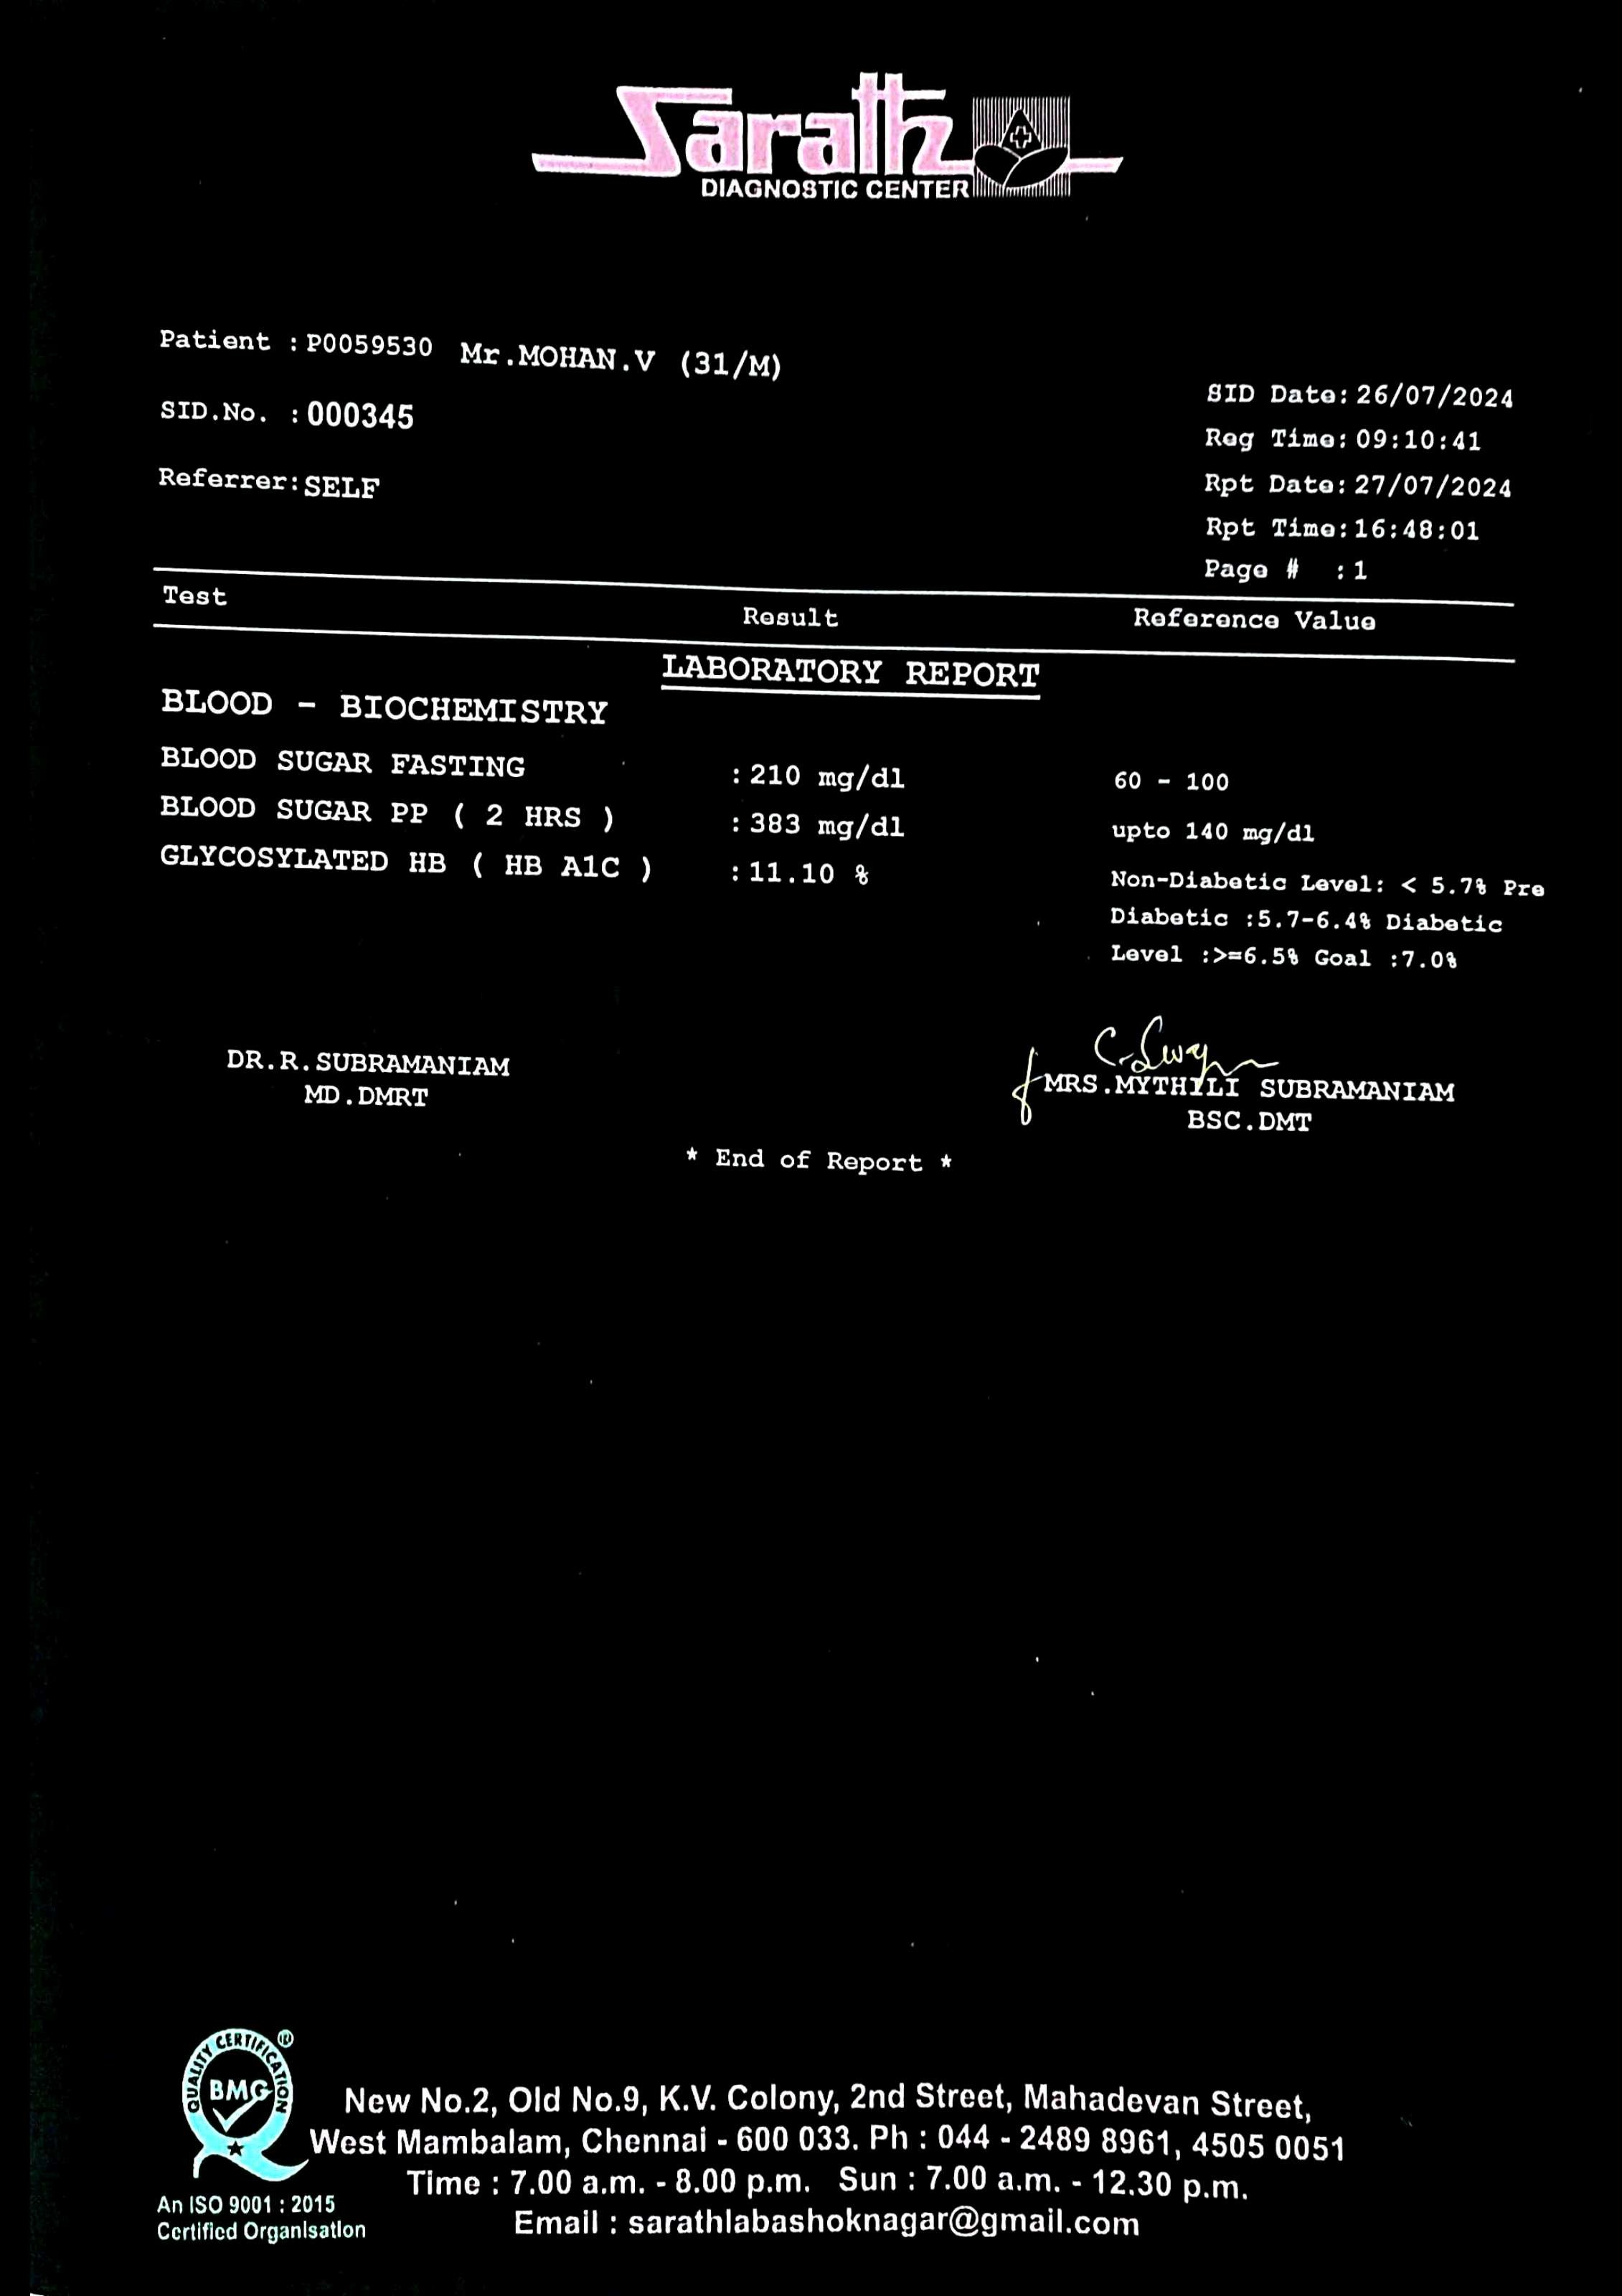 Sarath
DIAGNOSTIC CENTER
Patient : P0059530 Mr.MOHAN.V (31/M)
SID.No. : 000345
Referrer: SELF
SID Date: 26/07/2024
Reg Time: 09:10:41
Rpt Date: 27/07/2024
Rpt Time: 16:48:01
Page # : 1
Test Result Reference Value
LABORATORY REPORT
BLOOD - BIOCHEMISTRY
BLOOD SUGAR FASTING : 210 mg/dl 60 - 100
BLOOD SUGAR PP ( 2 HRS ) : 383 mg/dl upto 140 mg/dl
GLYCOSYLATED HB ( HB A1C ) : 11.10 % Non-Diabetic Level: < 5.7% Pre
Diabetic :5.7-6.4% Diabetic
Level :>=6.5% Goal :7.0%
DR.R.SUBRAMANIAM
MD.DMRT
MRS.MYTHILI SUBRAMANIAM
BSC.DMT
* End of Report *
QUALITY CERTIFICATION ®
BMG
An ISO 9001 : 2015
Certified Organisation
New No.2, Old No.9, K.V. Colony, 2nd Street, Mahadevan Street,
West Mambalam, Chennai - 600 033. Ph : 044 - 2489 8961, 4505 0051
Time : 7.00 a.m. - 8.00 p.m. Sun : 7.00 a.m. - 12.30 p.m.
Email : sarathlabashoknagar@gmail.com